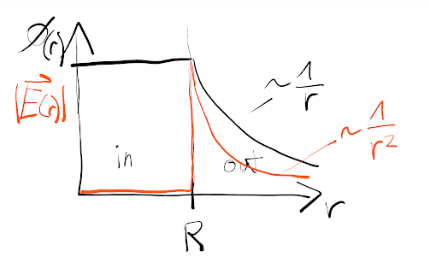 ϕ(r)
|E⃗(r)|
~ 1/r
~ 1/r²
in
out
r
R